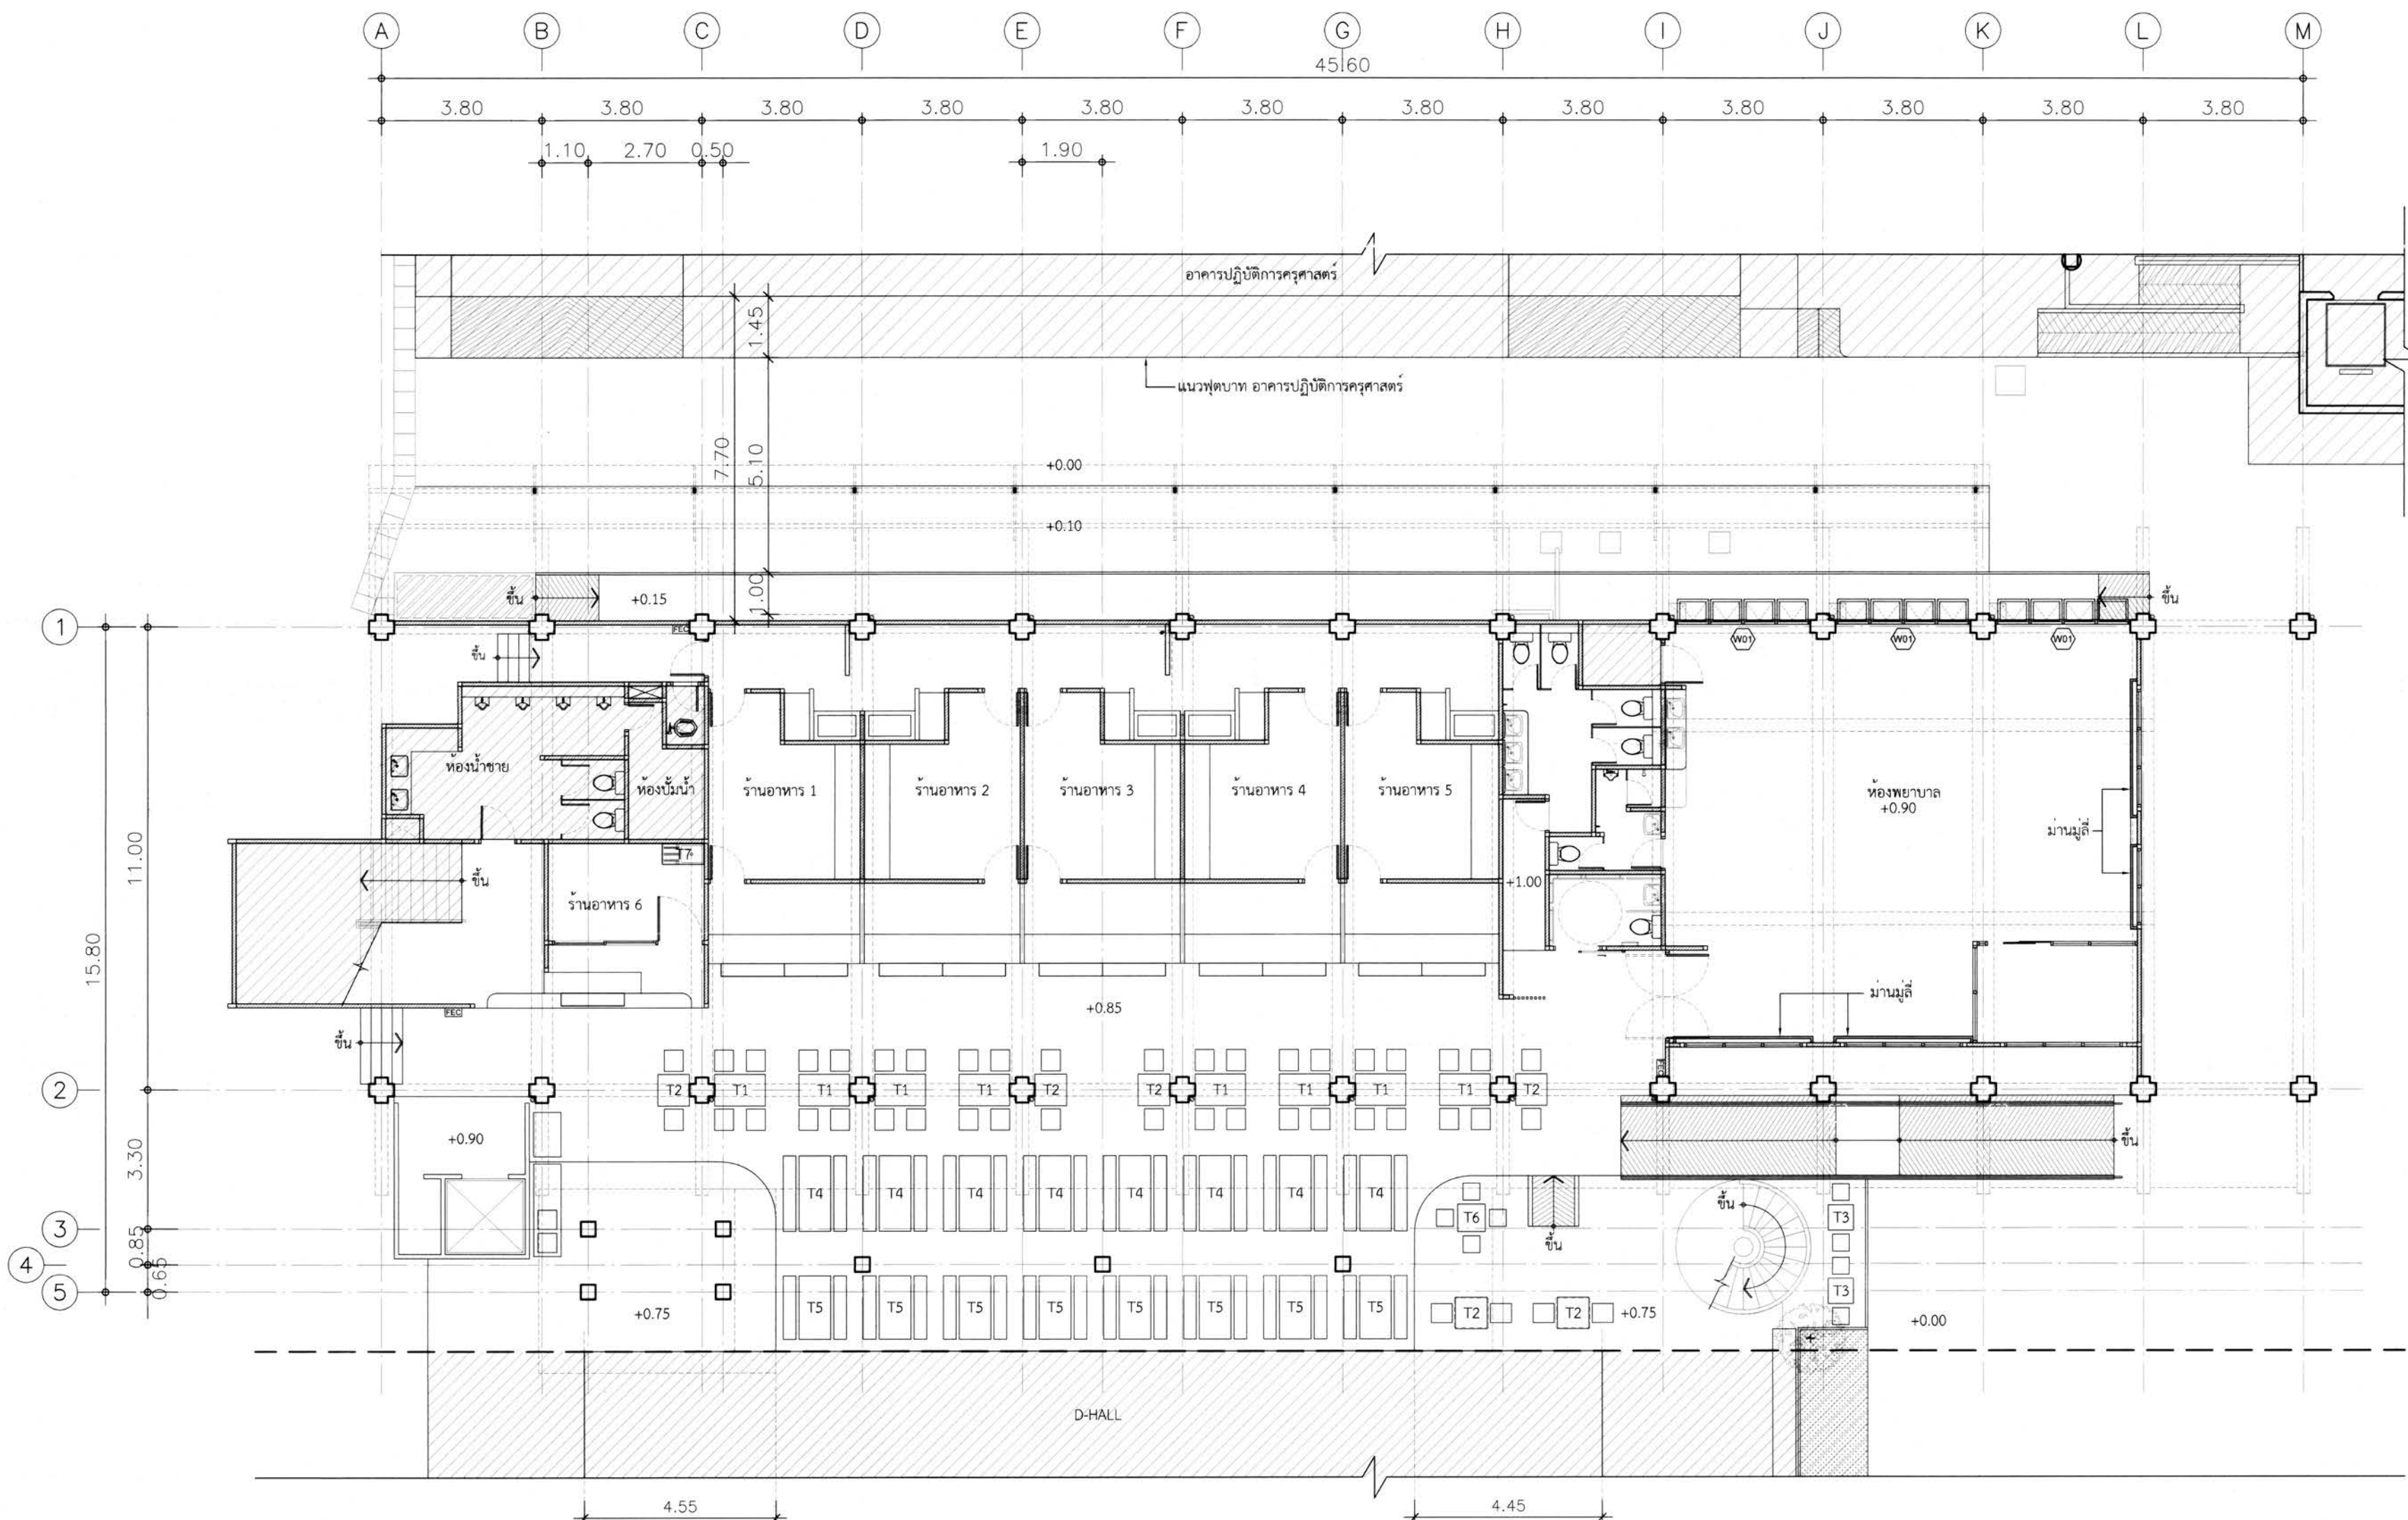 A B C D E F G H I J K L M
45.60
3.80 3.80 3.80 3.80 3.80 3.80 3.80 3.80 3.80 3.80 3.80 3.80
1.10 2.70 0.50 1.90
อาคารปฏิบัติการครุศาสตร์
1.45
แนวฟุตบาท อาคารปฏิบัติการครุศาสตร์
7.70
5.10
+0.00
+0.10
1.00
ขึ้น +0.15 ขึ้น
1
FEC
W01 W01 W01
ขึ้น
ห้องน้ำชาย
ห้องปั๊มน้ำ
ร้านอาหาร 1 ร้านอาหาร 2 ร้านอาหาร 3 ร้านอาหาร 4 ร้านอาหาร 5
ห้องพยาบาล
+0.90
ม่านมู่ลี่
11.00
15.80
T7
ขึ้น
+1.00
ร้านอาหาร 6
ม่านมู่ลี่
+0.85
FEC
ขึ้น
FEC
2
T2 T1 T1 T1 T1 T2 T2 T1 T1 T1 T1 T2
+0.90
ขึ้น
3.30
T4 T4 T4 T4 T4 T4 T4 T4
T6
ขึ้น
T3
3
ขึ้น
0.85
4
0.65
5
T3
T5 T5 T5 T5 T5 T5 T5 T5
+0.75
T2 T2 +0.75
+0.00
D-HALL
4.55 4.45